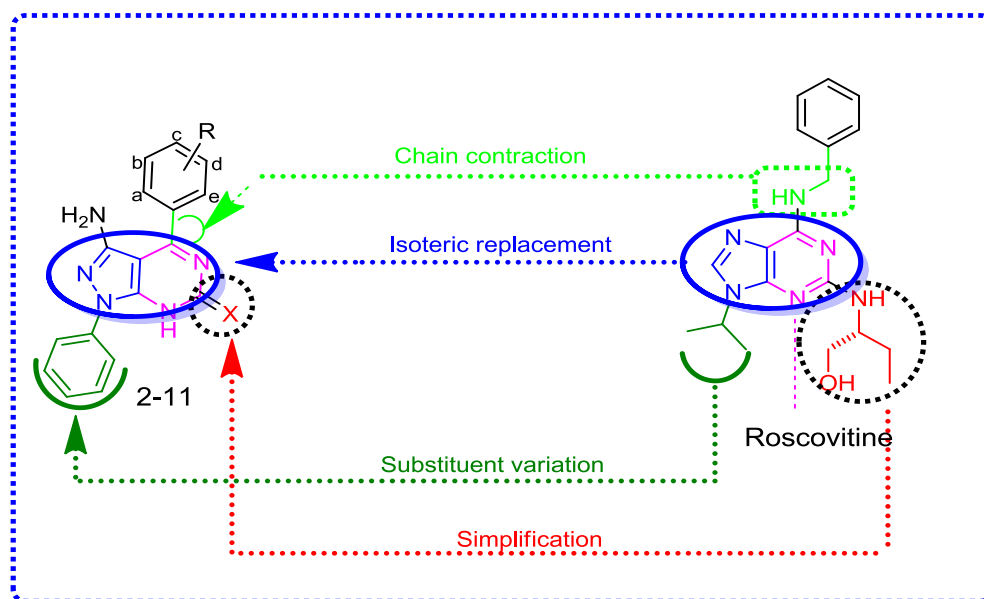 R
c
b
d
a
e
H₂N
N
N
N
N
H
X
2-11
Chain contraction
Isoteric replacement
Substituent variation
Simplification
HN
N
N
N
N
NH
OH
Roscovitine